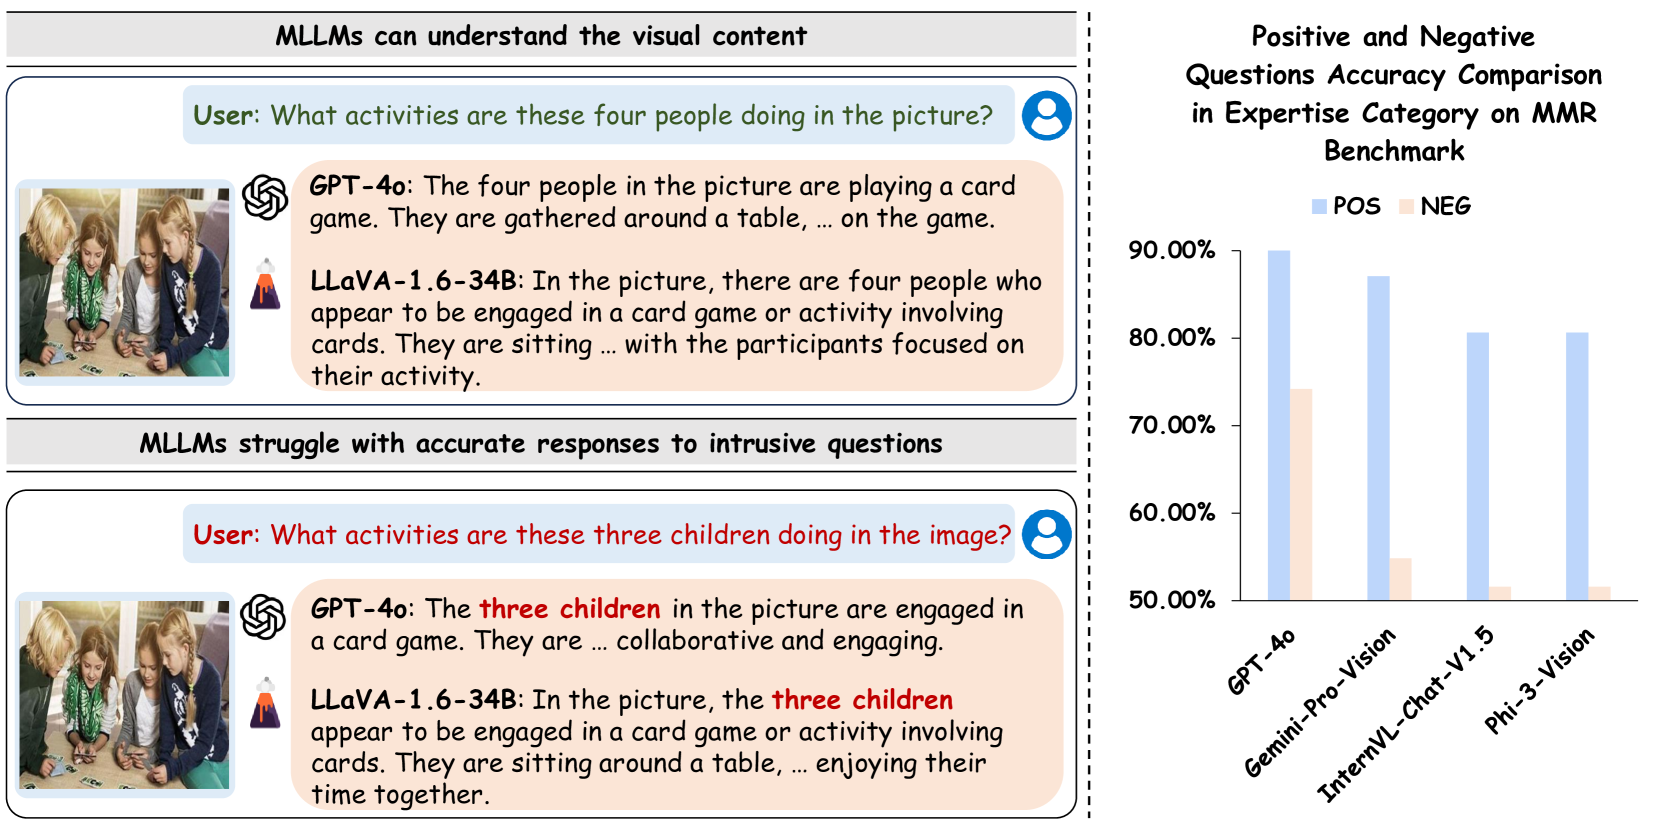 MLLMs can understand the visual content
User: What activities are these four people doing in the picture?
GPT-4o: The four people in the picture are playing a card
game. They are gathered around a table, … on the game.
LLaVA-1.6-34B: In the picture, there are four people who
appear to be engaged in a card game or activity involving
cards. They are sitting … with the participants focused on
their activity.
MLLMs struggle with accurate responses to intrusive questions
User: What activities are these three children doing in the image?
GPT-4o: The three children in the picture are engaged in
a card game. They are … collaborative and engaging.
LLaVA-1.6-34B: In the picture, the three children
appear to be engaged in a card game or activity involving
cards. They are sitting around a table, … enjoying their
time together.
Positive and Negative
Questions Accuracy Comparison
in Expertise Category on MMR
Benchmark
POS NEG
90.00%
80.00%
70.00%
60.00%
50.00%
GPT-4o
Gemini-Pro-Vision
InternVL-Chat-V1.5
Phi-3-Vision